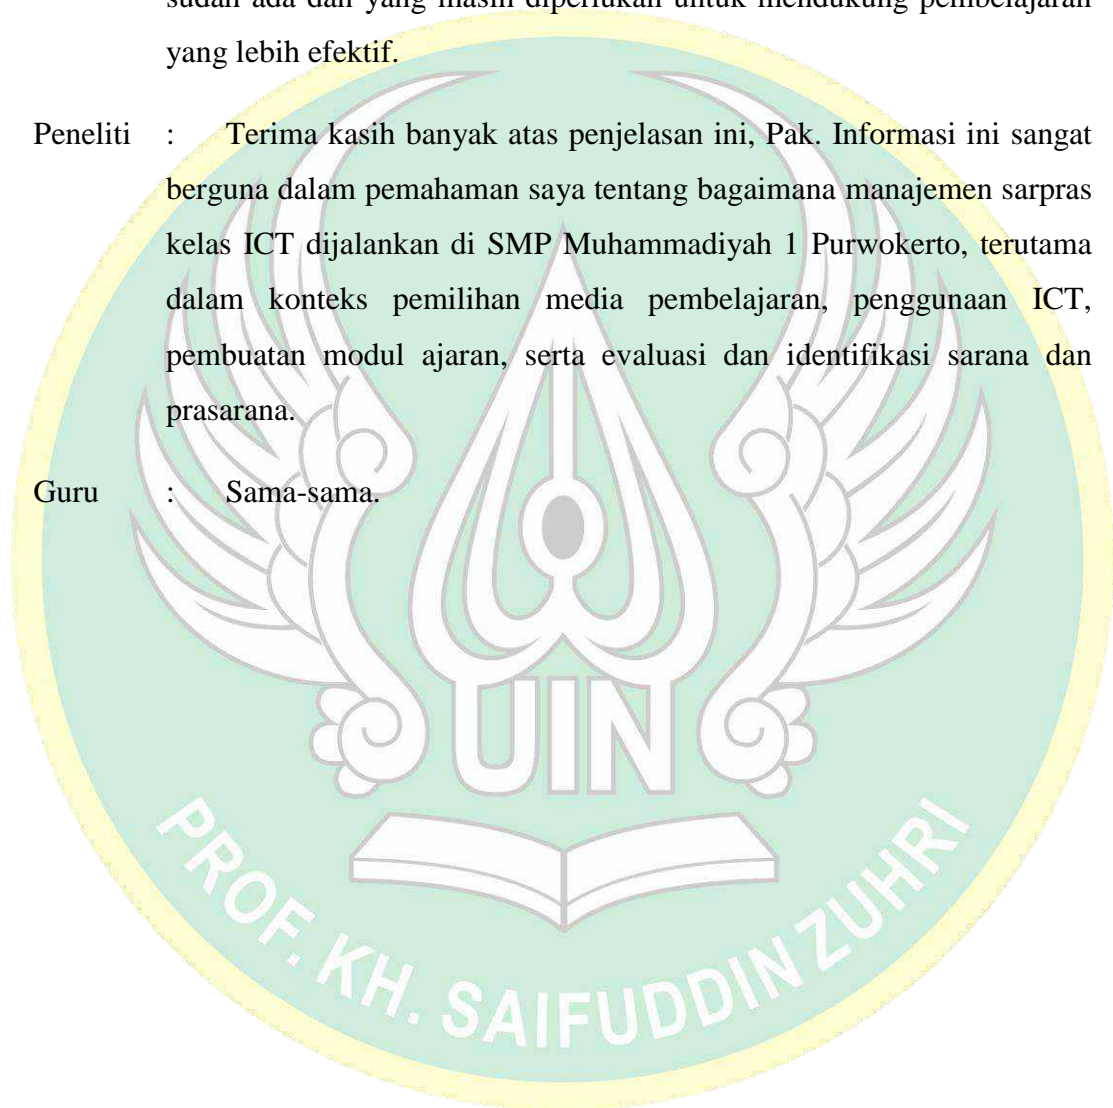 sudah ada dan yang masih diperlukan untuk mendukung pembelajaran
yang lebih efektif.
Peneliti : Terima kasih banyak atas penjelasan ini, Pak. Informasi ini sangat
berguna dalam pemahaman saya tentang bagaimana manajemen sarpras
kelas ICT dijalankan di SMP Muhammadiyah 1 Purwokerto, terutama
dalam konteks pemilihan media pembelajaran, penggunaan ICT,
pembuatan modul ajaran, serta evaluasi dan identifikasi sarana dan
prasarana.
Guru : Sama-sama.
UIN
PROF. KH. SAIFUDDIN ZUHRI